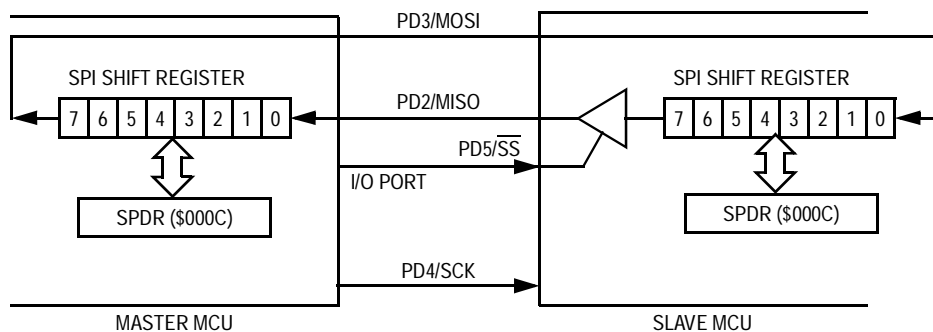 PD3/MOSI
SPI SHIFT REGISTER
SPI SHIFT REGISTER
7 6 5 4 3 2 1 0
PD2/MISO
7 6 5 4 3 2 1 0
PD5/S̅S̅
I/O PORT
SPDR ($000C)
SPDR ($000C)
PD4/SCK
MASTER MCU
SLAVE MCU